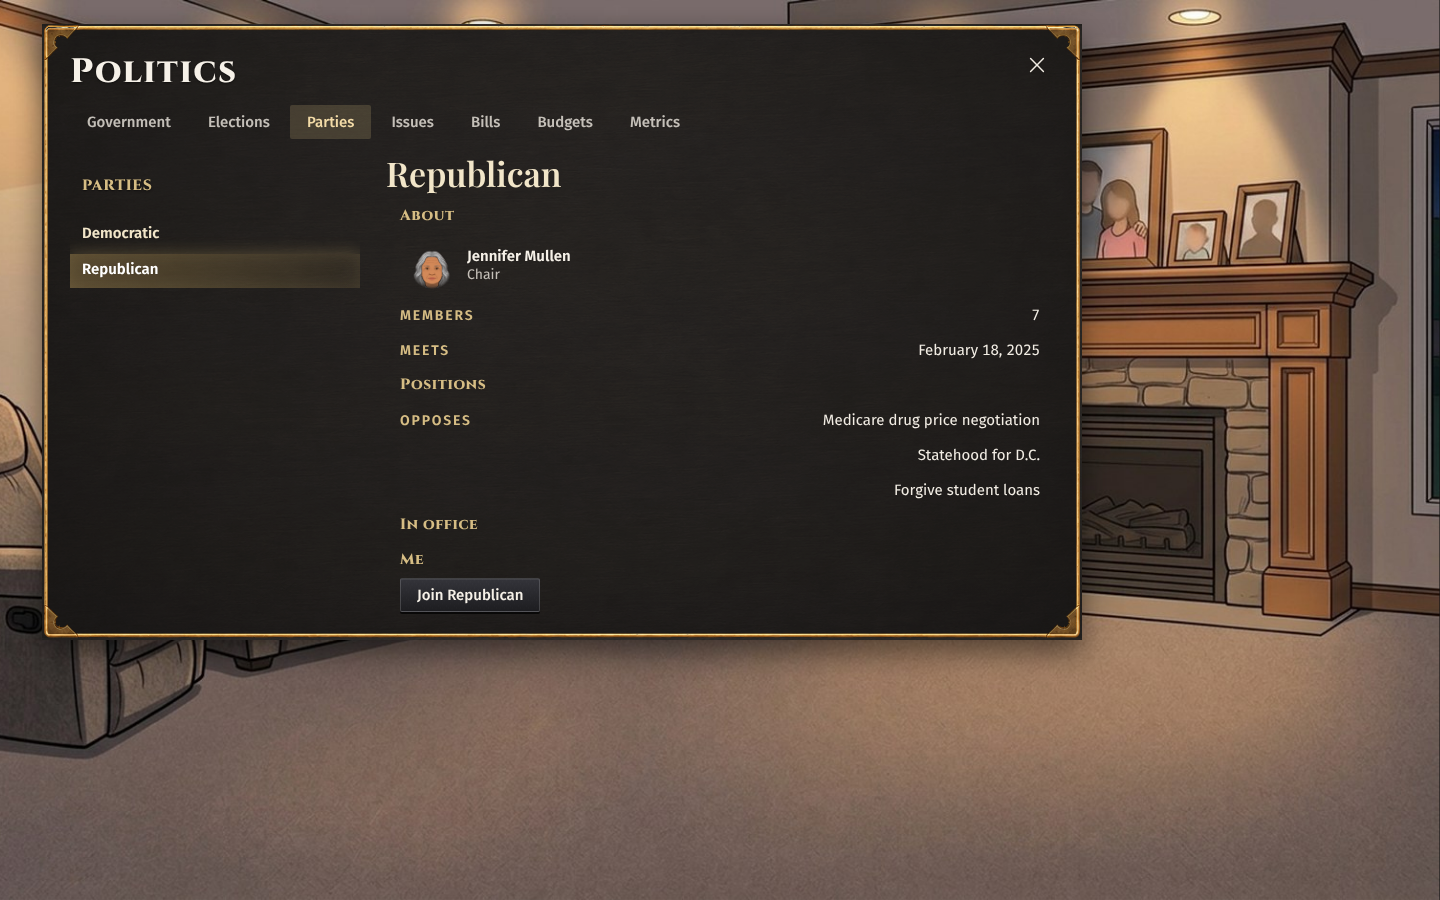 Politics
Government Elections Parties Issues Bills Budgets Metrics
Parties
Democratic
Republican
Republican
About
Jennifer Mullen
Chair
MEMBERS 7
MEETS February 18, 2025
Positions
OPPOSES Medicare drug price negotiation
Statehood for D.C.
Forgive student loans
In office
Me
Join Republican